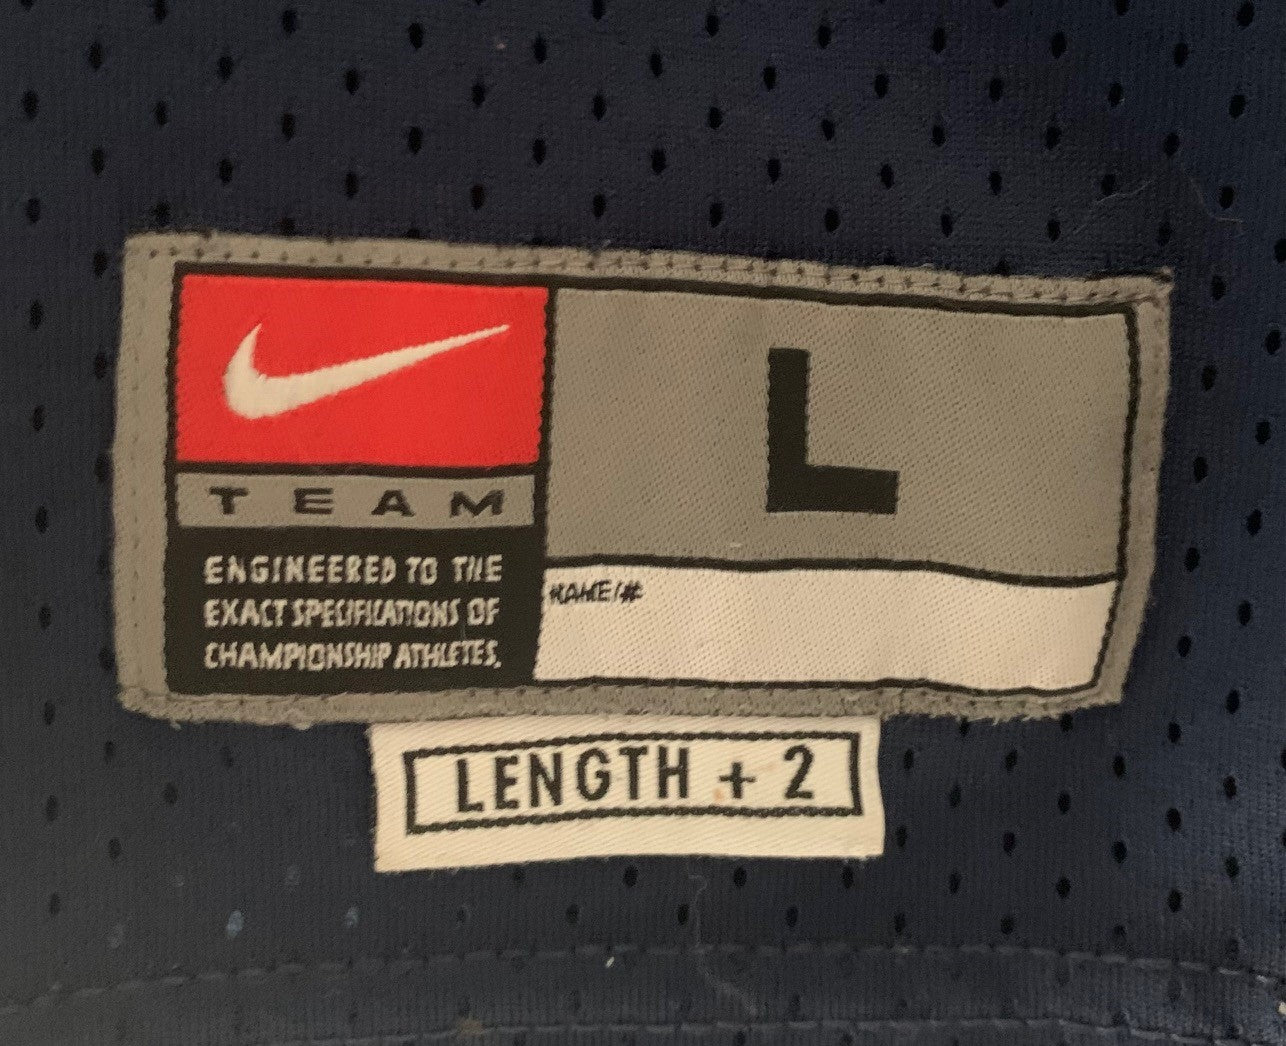 L
TEAM
ENGINEERED TO THE
EXACT SPECIFICATIONS OF
CHAMPIONSHIP ATHLETES.
NAME/#
LENGTH + 2